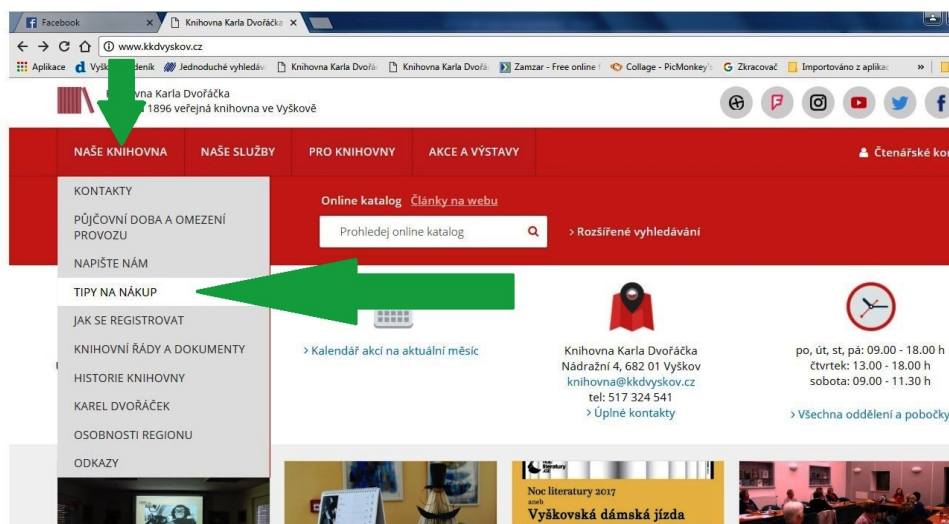 Facebook
Knihovna Karla Dvořáčka
www.kkdvyskov.cz
Aplikace
Jednoduché vyhledáv
Knihovna Karla Dvořá
Knihovna Karla Dvořá
Zamzar - Free online
Collage - PicMonkey's
Zkracovač
Importováno z aplikac
Karla Dvořáčka
1896 veřejná knihovna ve Vyškově
NAŠE KNIHOVNA
NAŠE SLUŽBY
PRO KNIHOVNY
AKCE A VÝSTAVY
Čtenářské kon
KONTAKTY
PŮJČOVNÍ DOBA A OMEZENÍ
PROVOZU
NAPIŠTE NÁM
TIPY NA NÁKUP
JAK SE REGISTROVAT
KNIHOVNÍ ŘÁDY A DOKUMENTY
HISTORIE KNIHOVNY
KAREL DVOŘÁČEK
OSOBNOSTI REGIONU
ODKAZY
Online katalog Články na webu
Prohledej online katalog
> Rozšířené vyhledávání
> Kalendář akcí na aktuální měsíc
Knihovna Karla Dvořáčka
Nádražní 4, 682 01 Vyškov
knihovna@kkdvyskov.cz
tel: 517 324 541
> Úplné kontakty
po, út, st, pá: 09.00 - 18.00 h
čtvrtek: 13.00 - 18.00 h
sobota: 09.00 - 11.30 h
> Všechna oddělení a pobočky
Noc literatury 2017
aneb
Vyškovská dámská jízda